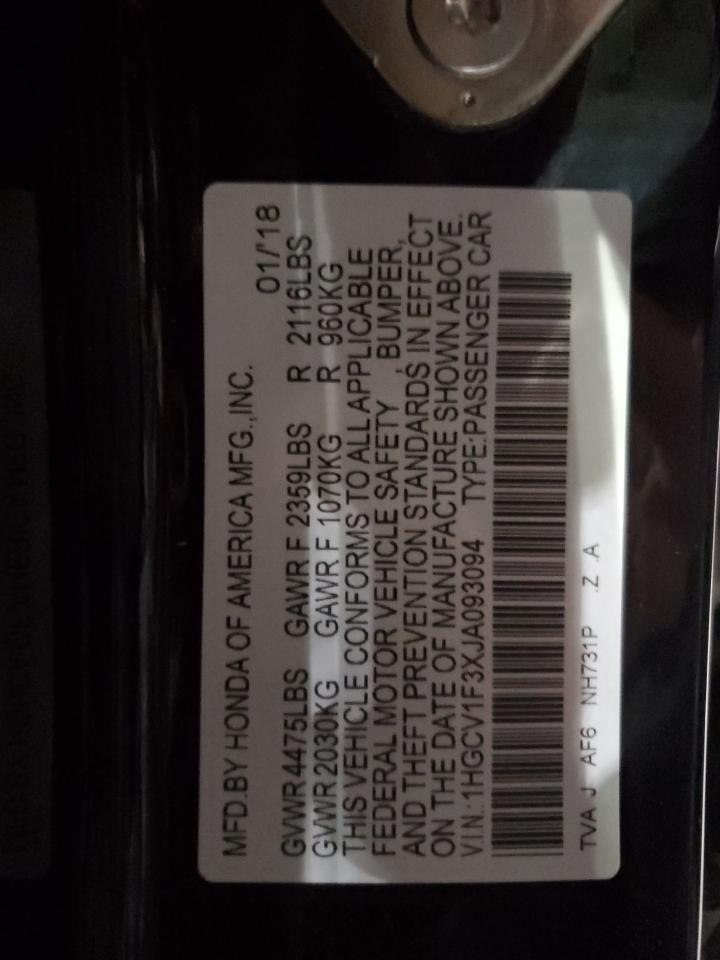 MFD.BY HONDA OF AMERICA MFG.,INC.
01/'18
GVWR 4475LBS GAWR F 2359LBS R 2116LBS
GVWR 2030KG GAWR F 1070KG R 960KG
THIS VEHICLE CONFORMS TO ALL APPLICABLE
FEDERAL MOTOR VEHICLE SAFETY , BUMPER,
AND THEFT PREVENTION STANDARDS IN EFFECT
ON THE DATE OF MANUFACTURE SHOWN ABOVE.
V.I.N.:1HGCV1F3XJA093094 TYPE:PASSENGER CAR
TVA J AF6 NH731P .Z .A